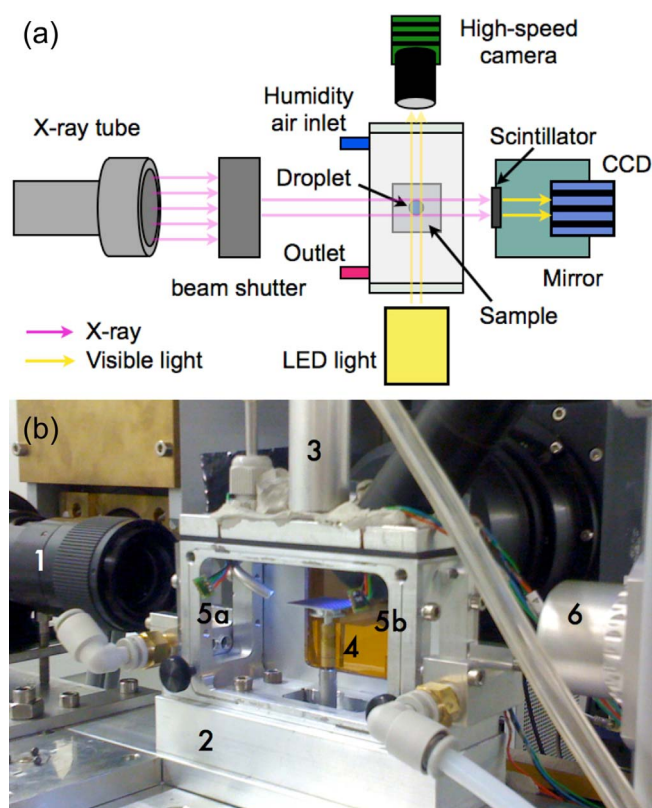 (a)
High-speed
camera
Humidity
air inlet
X-ray tube
Scintillator
CCD
Droplet
Outlet
beam shutter
Mirror
Sample
X-ray
Visible light
LED light
(b)
3
1
5a
5b
6
4
2